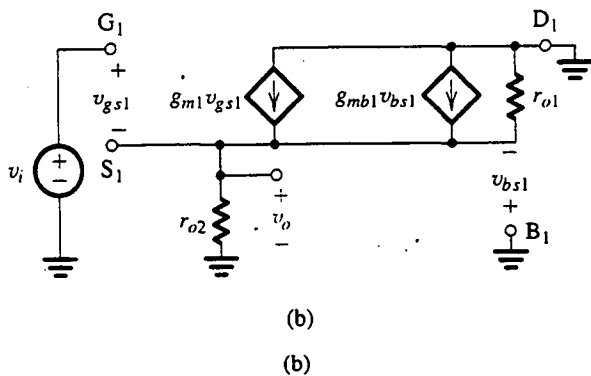 G1
D1
+
vgs1
−
gm1vgs1
gmb1vbs1
ro1
S1
−
vi
+
−
ro2
+
vo
−
vbs1
+
B1
(b)
(b)